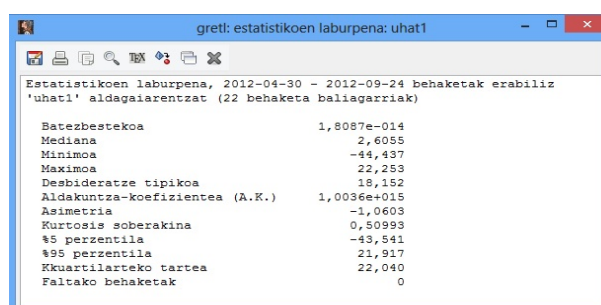 gretl: estatistikoen laburpena: uhat1
TEX
Estatistikoen laburpena, 2012-04-30 - 2012-09-24 behaketak erabiliz
'uhat1' aldagaiarentzat (22 behaketa baliagarriak)
Batezbestekoa 1,8087e-014
Mediana 2,6055
Minimoa -44,437
Maximoa 22,253
Desbideratze tipikoa 18,152
Aldakuntza-koefizientea (A.K.) 1,0036e+015
Asimetria -1,0603
Kurtosis soberakina 0,50993
%5 perzentila -43,541
%95 perzentila 21,917
Kkuartilarteko tartea 22,040
Faltako behaketak 0